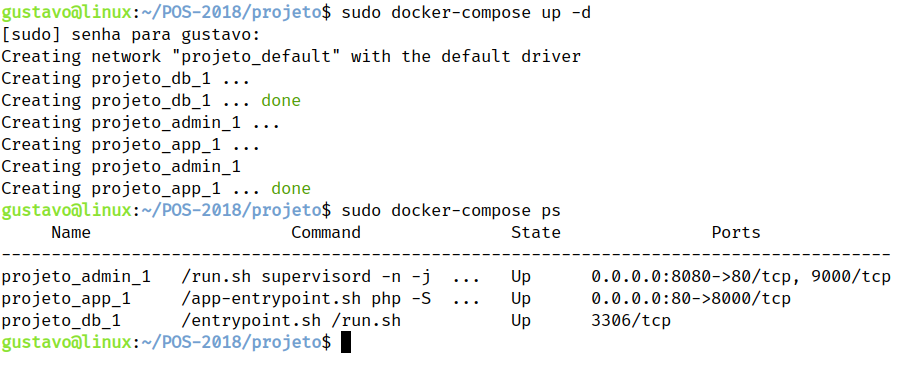 gustavo@linux:~/POS-2018/projeto$ sudo docker-compose up -d
[sudo] senha para gustavo:
Creating network "projeto_default" with the default driver
Creating projeto_db_1 ...
Creating projeto_db_1 ... done
Creating projeto_admin_1 ...
Creating projeto_app_1 ...
Creating projeto_admin_1
Creating projeto_app_1 ... done
gustavo@linux:~/POS-2018/projeto$ sudo docker-compose ps
     Name                    Command               State               Ports
-----------------------------------------------------------------------------------------
projeto_admin_1   /run.sh supervisord -n -j  ...   Up      0.0.0.0:8080->80/tcp, 9000/tcp
projeto_app_1     /app-entrypoint.sh php -S  ...   Up      0.0.0.0:80->8000/tcp
projeto_db_1      /entrypoint.sh /run.sh           Up      3306/tcp
gustavo@linux:~/POS-2018/projeto$